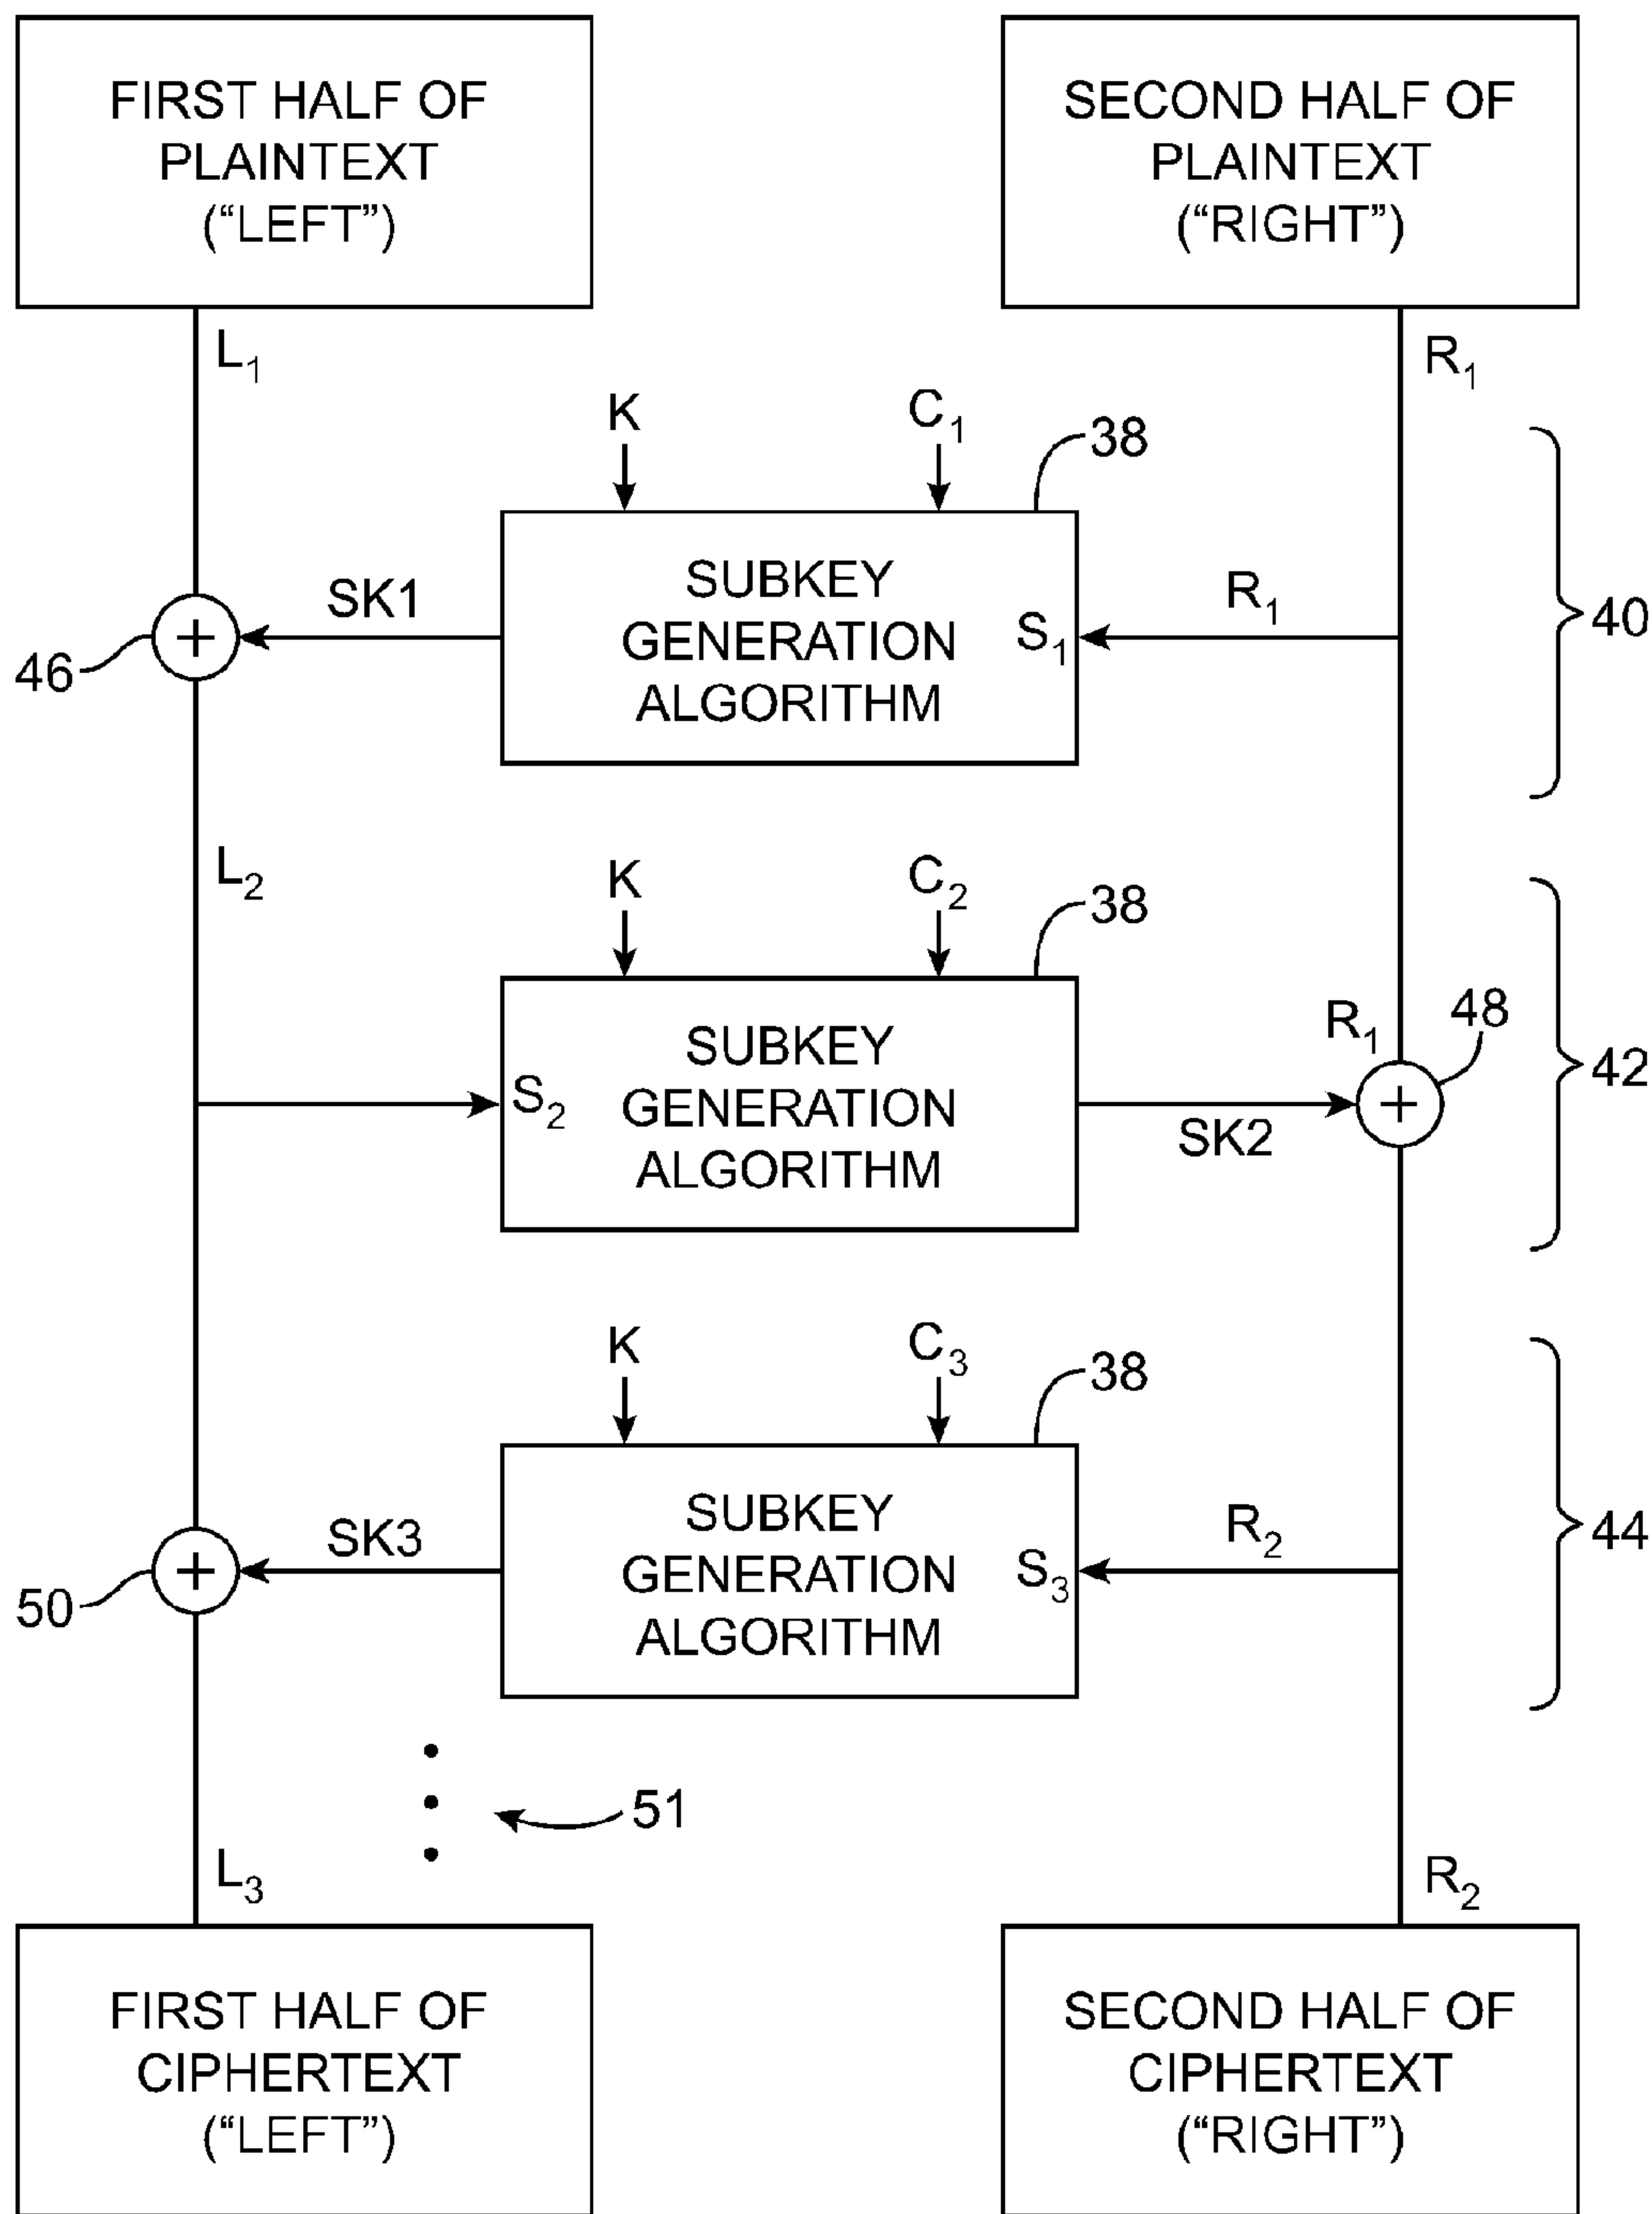 FIRST HALF OF
PLAINTEXT
(“LEFT”)
SECOND HALF OF
PLAINTEXT
(“RIGHT”)
L1
R1
K
C1
38
SUBKEY
GENERATION
ALGORITHM
S1
SK1
R1
46
40
L2
K
C2
38
SUBKEY
GENERATION
ALGORITHM
S2
SK2
R1
48
42
K
C3
38
SUBKEY
GENERATION
ALGORITHM
S3
SK3
R2
50
44
51
L3
R2
FIRST HALF OF
CIPHERTEXT
(“LEFT”)
SECOND HALF OF
CIPHERTEXT
(“RIGHT”)